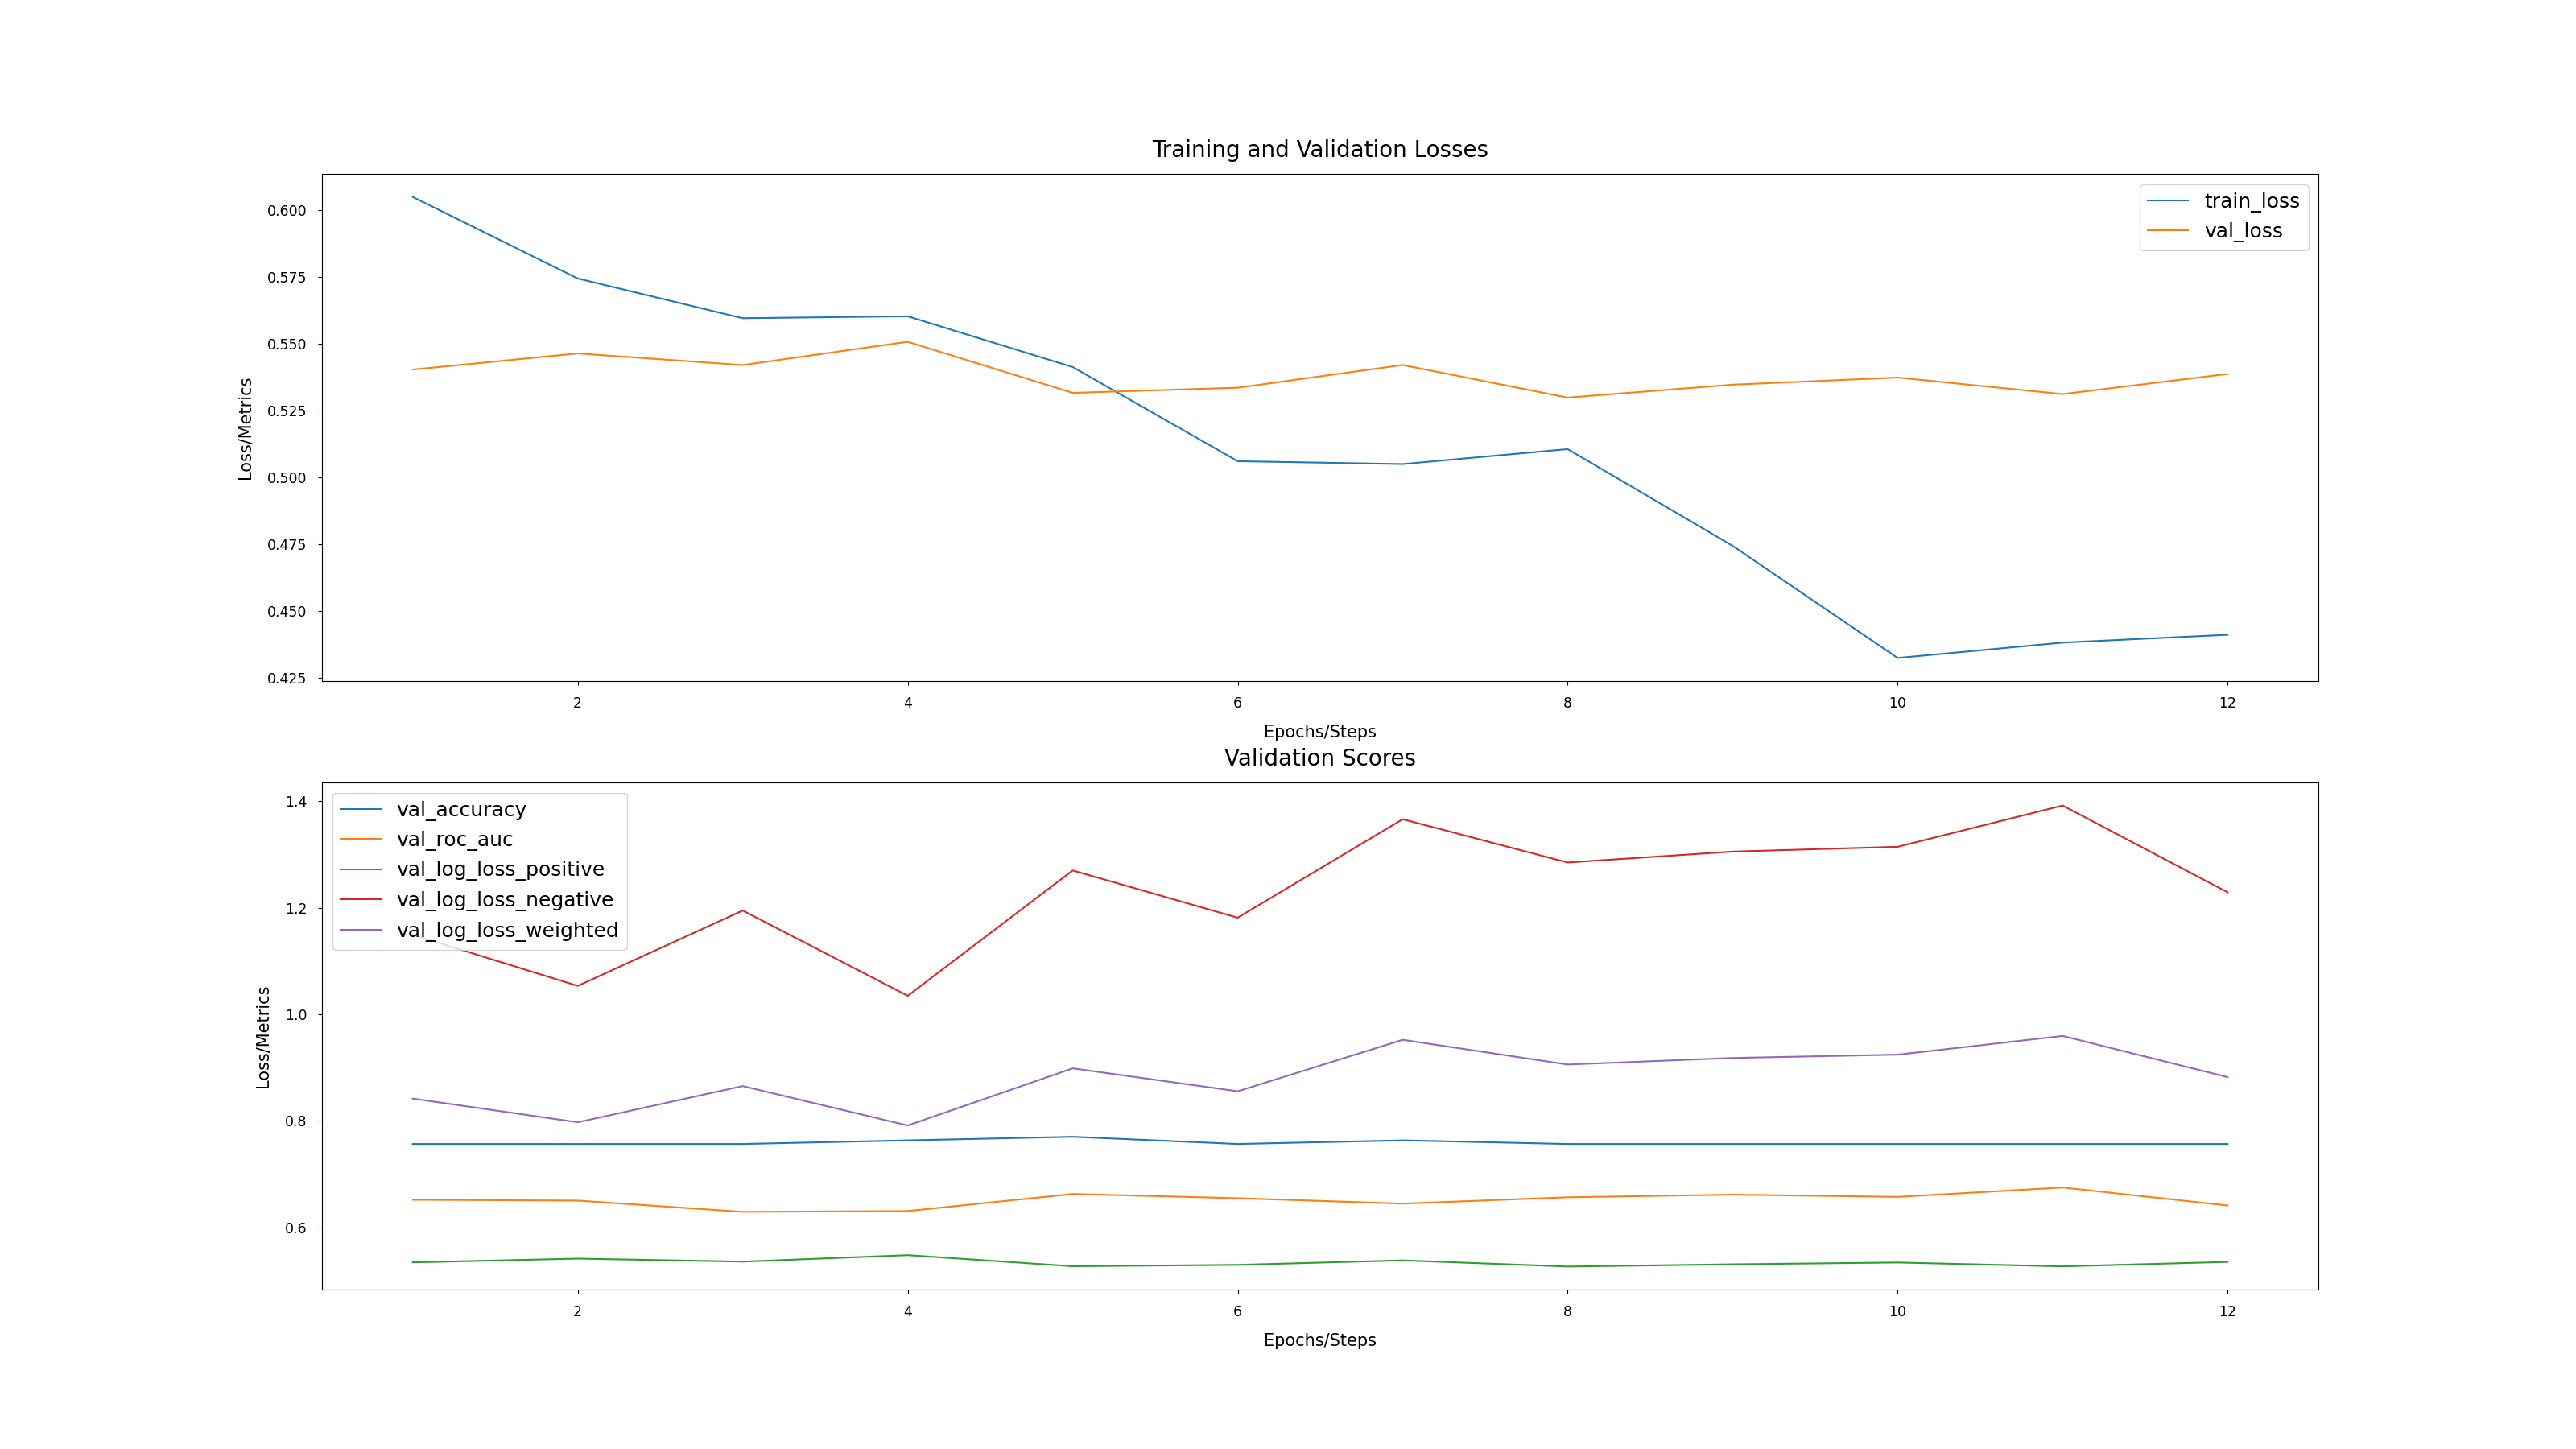 Training and Validation Losses
train_loss
val_loss
0.600
0.575
0.550
0.525
0.500
0.475
0.450
0.425
Loss/Metrics
2 4 6 8 10 12
Epochs/Steps
Validation Scores
val_accuracy
val_roc_auc
val_log_loss_positive
val_log_loss_negative
val_log_loss_weighted
1.4
1.2
1.0
0.8
0.6
Loss/Metrics
2 4 6 8 10 12
Epochs/Steps